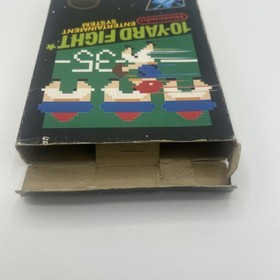 Nintendo
ENTERTAINMENT
SYSTEM
10-YARD FIGHT
-35-